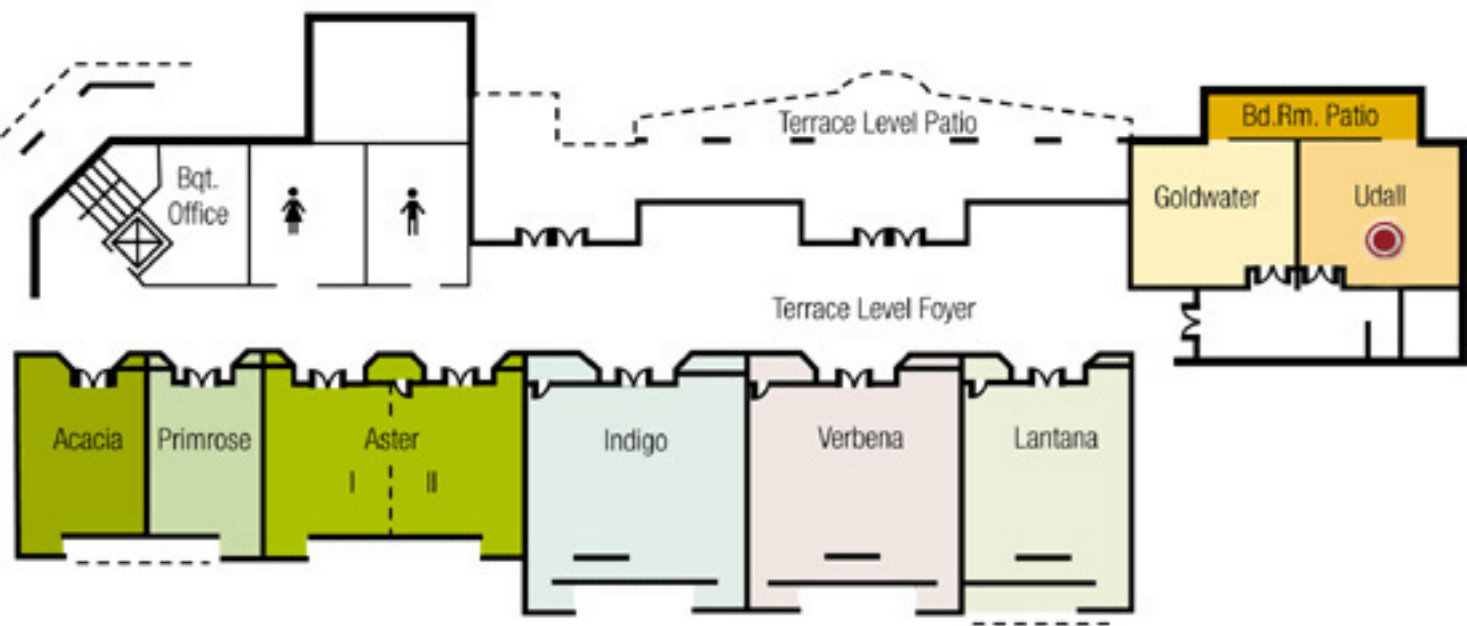 Terrace Level Patio
Bd.Rm. Patio
Bqt.
Office
Goldwater
Udall
Terrace Level Foyer
Acacia
Primrose
Aster
I
II
Indigo
Verbena
Lantana